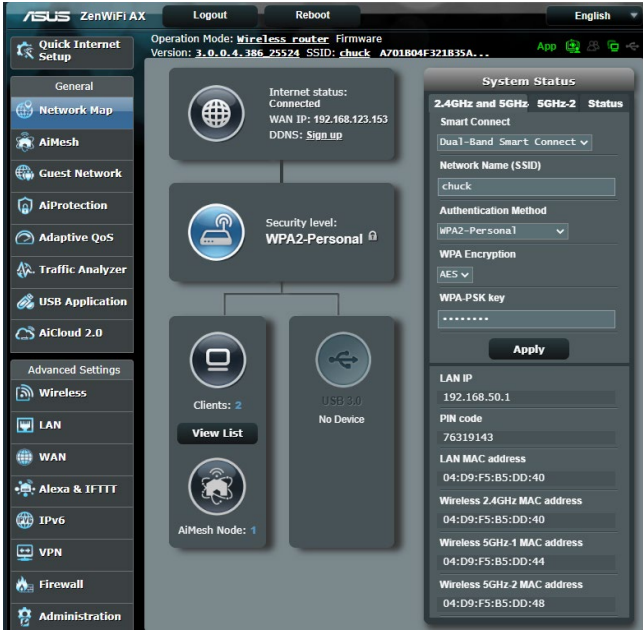 ASUS ZenWiFi AX Logout Reboot English
Quick Internet Setup
Operation Mode: Wireless router Firmware
Version: 3.0.0.4.386_25524 SSID: chuck A701B04F321B35A...
App
General
Network Map
AiMesh
Guest Network
AiProtection
Adaptive QoS
Traffic Analyzer
USB Application
AiCloud 2.0
Advanced Settings
Wireless
LAN
WAN
Alexa & IFTTT
IPv6
VPN
Firewall
Administration
Internet status:
Connected
WAN IP: 192.168.123.153
DDNS: Sign up
Security level:
WPA2-Personal
Clients: 2
View List
AiMesh Node: 1
USB 3.0
No Device
System Status
2.4GHz and 5GHz- 5GHz-2 Status
Smart Connect
Dual-Band Smart Connect
Network Name (SSID)
chuck
Authentication Method
WPA2-Personal
WPA Encryption
AES
WPA-PSK key
••••••••
Apply
LAN IP
192.168.50.1
PIN code
76319143
LAN MAC address
04:D9:F5:B5:DD:40
Wireless 2.4GHz MAC address
04:D9:F5:B5:DD:40
Wireless 5GHz-1 MAC address
04:D9:F5:B5:DD:44
Wireless 5GHz-2 MAC address
04:D9:F5:B5:DD:48